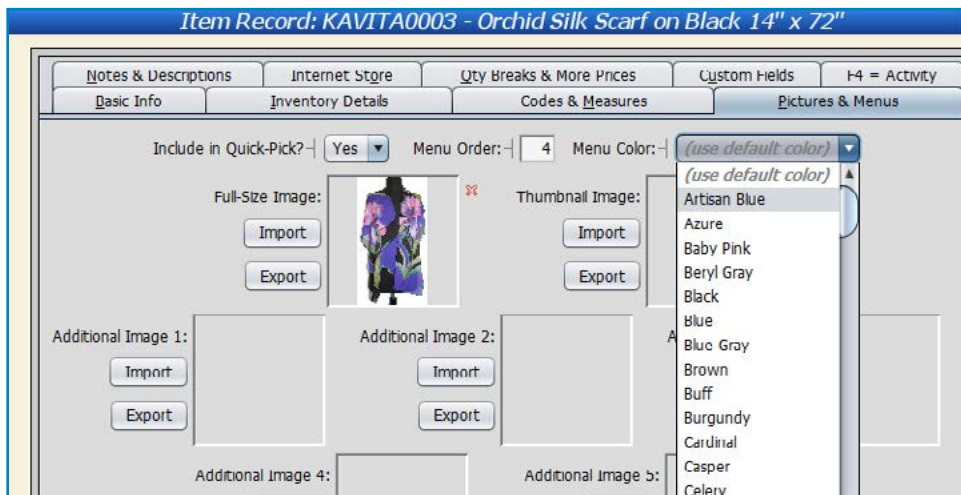 Item Record: KAVITA0003 - Orchid Silk Scarf on Black 14" x 72"
Notes & Descriptions Internet Store Qty Breaks & More Prices Custom Fields F4 = Activity
Basic Info Inventory Details Codes & Measures Pictures & Menus
Include in Quick-Pick? Yes Menu Order: 4 Menu Color: (use default color)
(use default color)
Full-Size Image: Thumbnail Image: Artisan Blue
Azure
Import Import
Baby Pink
Beryl Gray
Export Export
Black
Blue
Additional Image 1: Additional Image 2: A
Blue Gray
Import Import Brown
Buff
Export Export Burgundy
Cardinal
Casper
Additional Image 4: Additional Image 5:
Celery